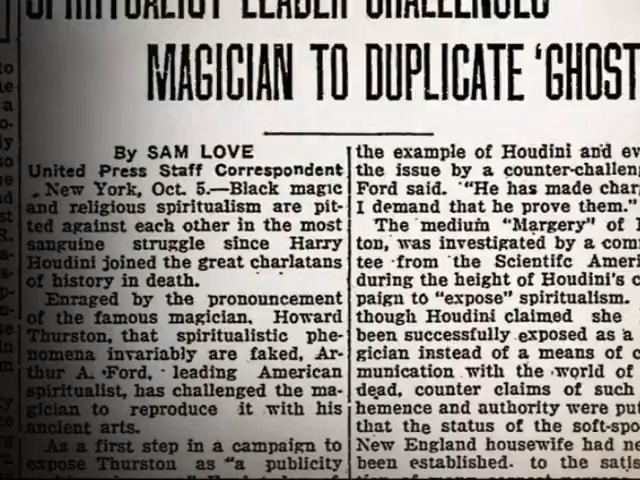 SPIRITUALIST LEADER CHALLENGES
MAGICIAN TO DUPLICATE 'GHOST
By SAM LOVE
United Press Staff Correspondent
New York, Oct. 5.—Black magic
and religious spiritualism are pit-
ted against each other in the most
sanguine struggle since Harry
Houdini joined the great charlatans
of history in death.
Enraged by the pronouncement
of the famous magician, Howard
Thurston, that spiritualistic phe-
nomena invariably are faked, Ar-
thur A. Ford, leading American
spiritualist, has challenged the ma-
gician to reproduce it with his
ancient arts.
As a first step in a campaign to
expose Thurston as "a publicity
the example of Houdini and ev
the issue by a counter-challen
Ford said. "He has made char
I demand that he prove them."
The medium "Margery" of
ton, was investigated by a com
tee from the Scientifc Ameri
during the height of Houdini's c
paign to "expose" spiritualism.
though Houdini claimed she
been successfully exposed as a
gician instead of a means of c
munication with the world of
dead, counter claims of such
hemence and authority were put
that the status of the soft-spo
New England housewife had ne
been established to the satis